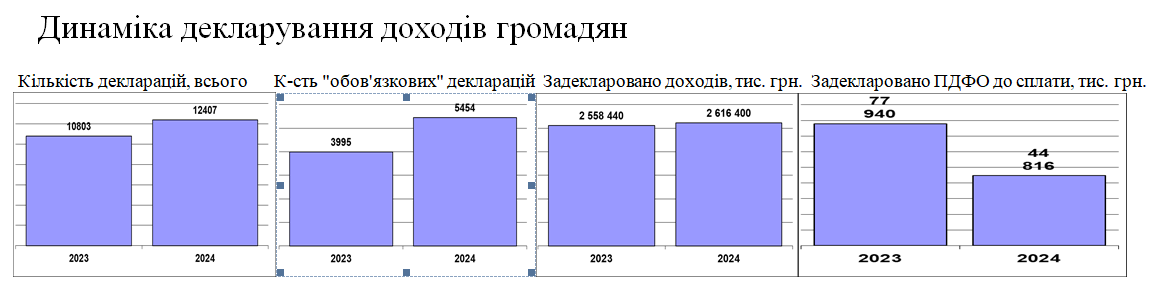 Динаміка декларування доходів громадян
Кількість декларацій, всього
10803
12407
2023
2024
К-сть "обов'язкових" декларацій
3995
5454
2023
2024
Задекларовано доходів, тис. грн.
2 558 440
2 616 400
2023
2024
Задекларовано ПДФО до сплати, тис. грн.
77
940
44
816
2023
2024